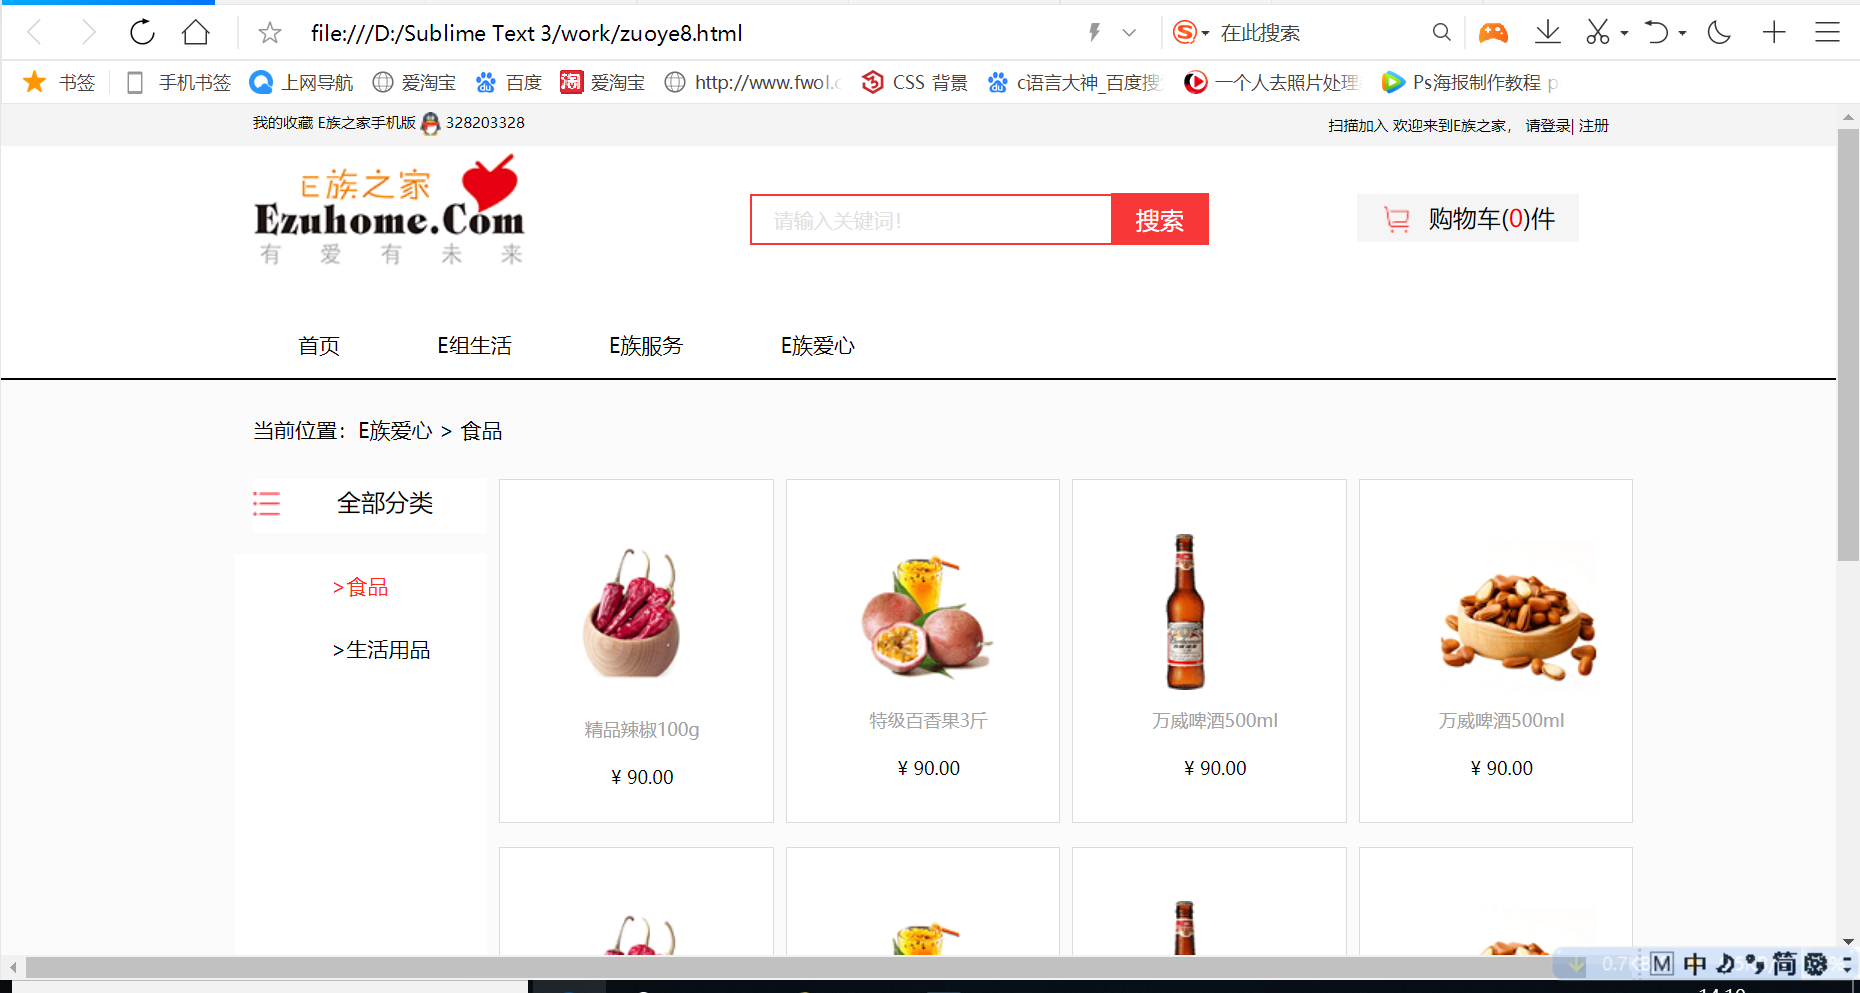 file:///D:/Sublime Text 3/work/zuoye8.html 在此搜索
书签 手机书签 上网导航 爱淘宝 百度 爱淘宝 http://www.fwol.c CSS 背景 c语言大神_百度搜 一个人去照片处理 Ps海报制作教程 p
我的收藏 E族之家手机版 328203328
扫描加入 欢迎来到E族之家， 请登录| 注册
E族之家
Ezuhome.Com
有爱有未来
请输入关键词！ 搜索
购物车(0)件
首页 E组生活 E族服务 E族爱心
当前位置：E族爱心 > 食品
全部分类
>食品
>生活用品
精品辣椒100g
¥ 90.00
特级百香果3斤
¥ 90.00
万威啤酒500ml
¥ 90.00
万威啤酒500ml
¥ 90.00
M 中 简